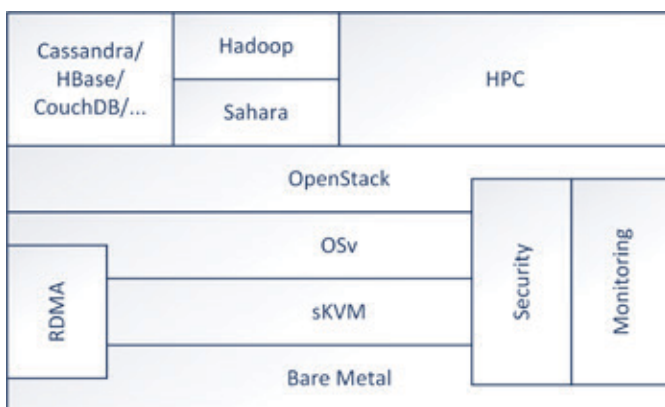 Cassandra/
HBase/
CouchDB/...
Hadoop
Sahara
HPC
OpenStack
OSv
sKVM
Bare Metal
RDMA
Security
Monitoring